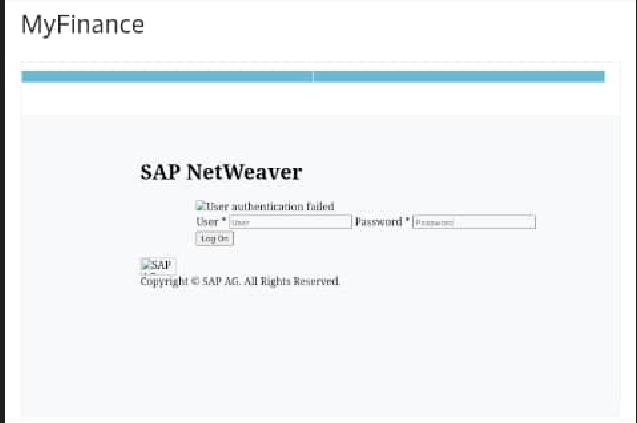 MyFinance
SAP NetWeaver
User authentication failed
User * User Password * Password
Log On
SAP
Copyright © SAP AG. All Rights Reserved.